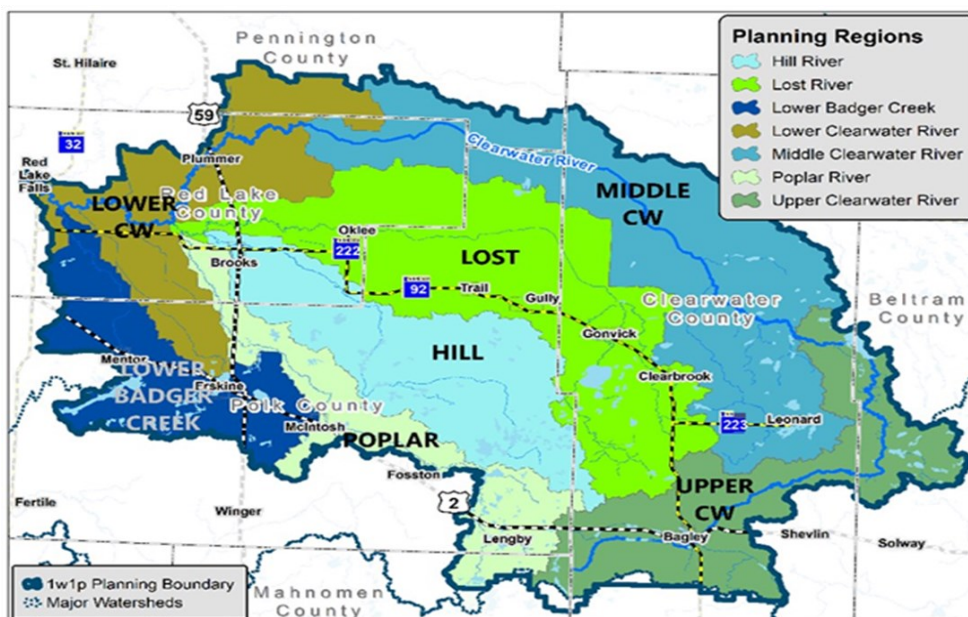 Pennington
County
St. Hilaire
59
32
Red Lake
Falls
Plummer
Clearwater River
MIDDLE
CW
LOWER
CW
Red Lake
County
Oklee
222
Brooks
LOST
92
Trail
Gully
Gonvick
Clearwater
County
Beltrami
County
HILL
Mentor
LOWER
BADGER
CREEK
Erskine
Polk County
McIntosh
POPLAR
Clearbrook
223
Leonard
Fosston
2
UPPER
CW
Fertile
Winger
Lengby
Bagley
Shevlin
Solway
Mahnomen
County
Planning Regions
Hill River
Lost River
Lower Badger Creek
Lower Clearwater River
Middle Clearwater River
Poplar River
Upper Clearwater River
1w1p Planning Boundary
Major Watersheds